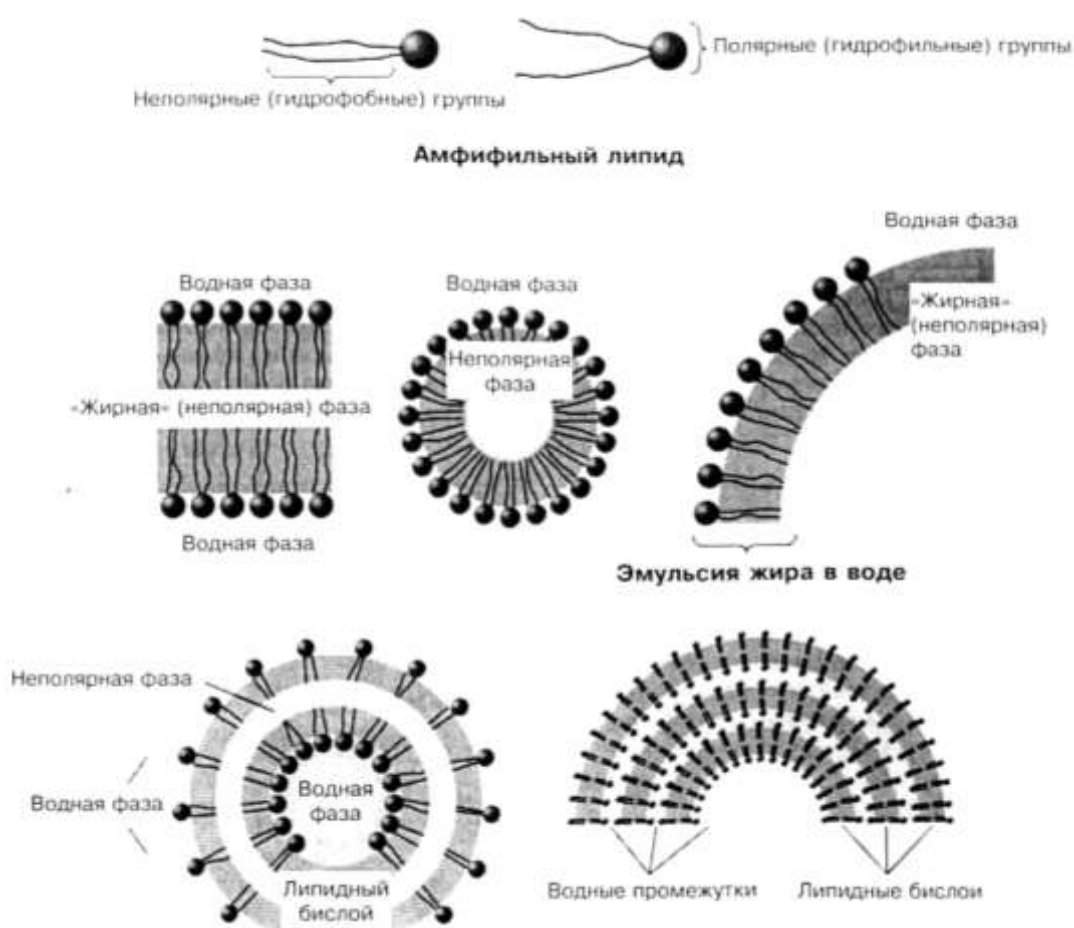 Полярные (гидрофильные) группы
Неполярные (гидрофобные) группы
Амфифильный липид
Водная фаза
Водная фаза
Водная фаза
Неполярная
фаза
«Жирная» (неполярная) фаза
Водная фаза
«Жирная»
(неполярная)
фаза
Эмульсия жира в воде
Неполярная фаза
Водная фаза
Водная
фаза
Липидный
бислой
Водные промежутки
Липидные бислои